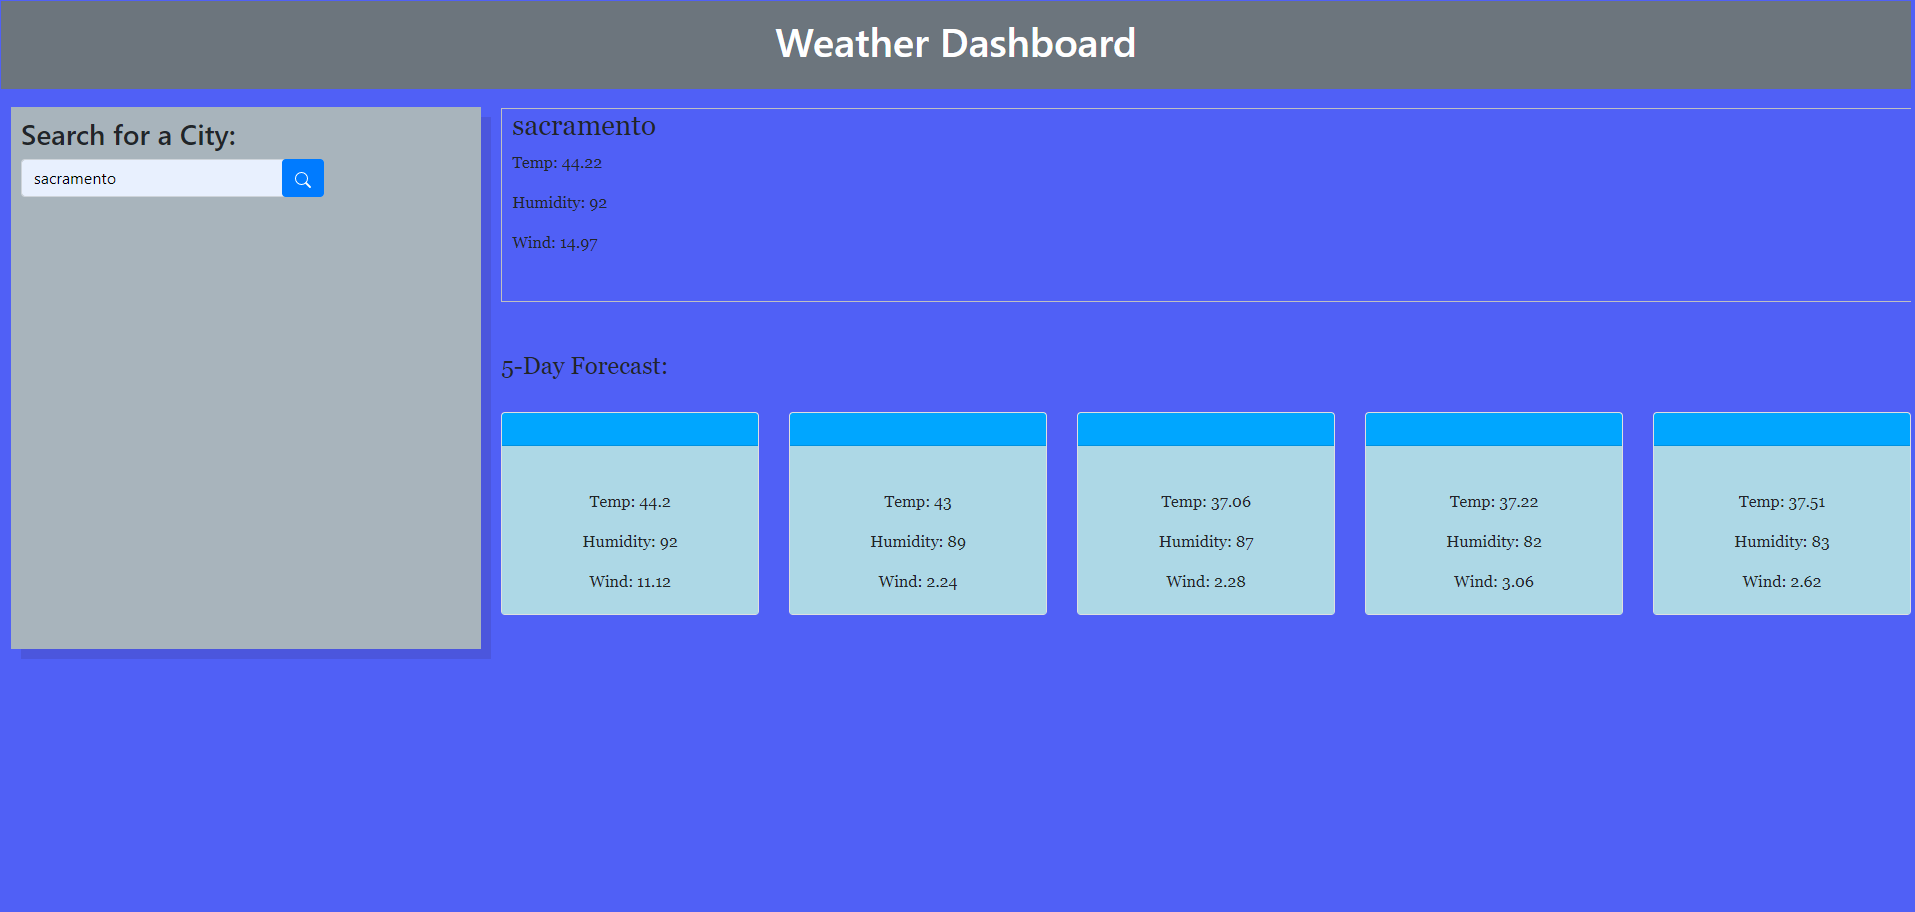 Weather Dashboard
Search for a City:
sacramento
sacramento
Temp: 44.22
Humidity: 92
Wind: 14.97
5-Day Forecast:
Temp: 44.2
Humidity: 92
Wind: 11.12
Temp: 43
Humidity: 89
Wind: 2.24
Temp: 37.06
Humidity: 87
Wind: 2.28
Temp: 37.22
Humidity: 82
Wind: 3.06
Temp: 37.51
Humidity: 83
Wind: 2.62